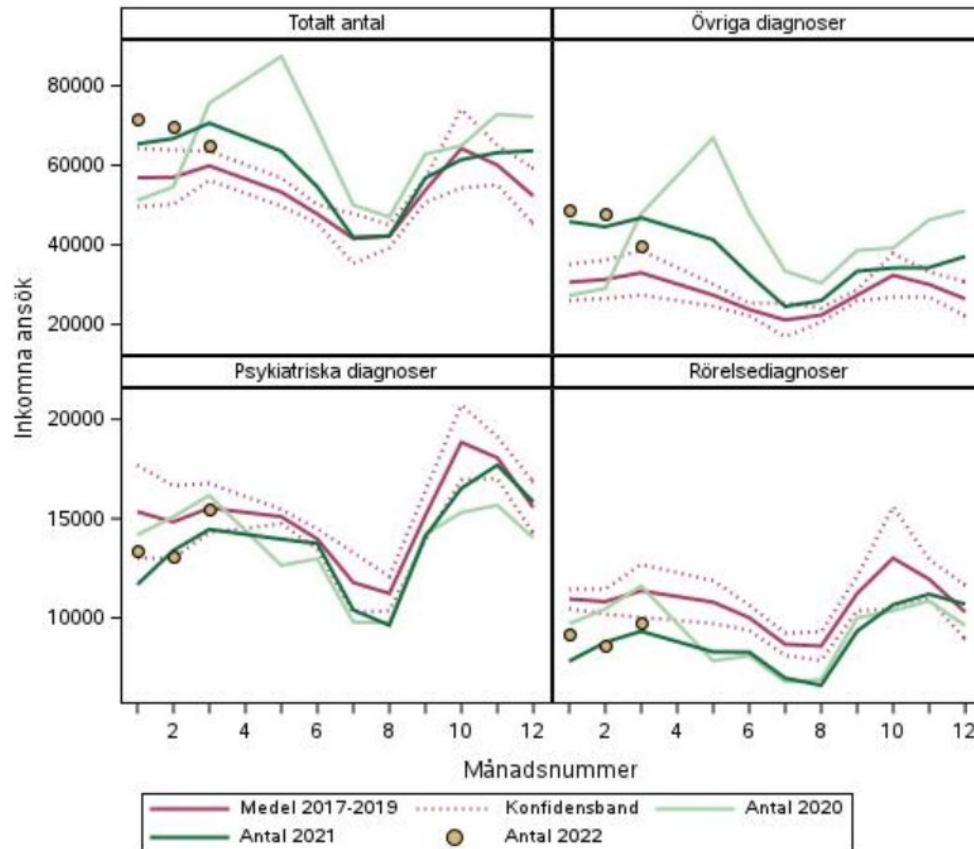 Totalt antal
Övriga diagnoser
80000
60000
40000
20000
Inkomna ansök
Psykiatriska diagnoser
Rörelsediagnoser
20000
15000
10000
2 4 6 8 10 12 2 4 6 8 10 12
Månadsnummer
Medel 2017-2019 Konfidensband Antal 2020
Antal 2021 Antal 2022